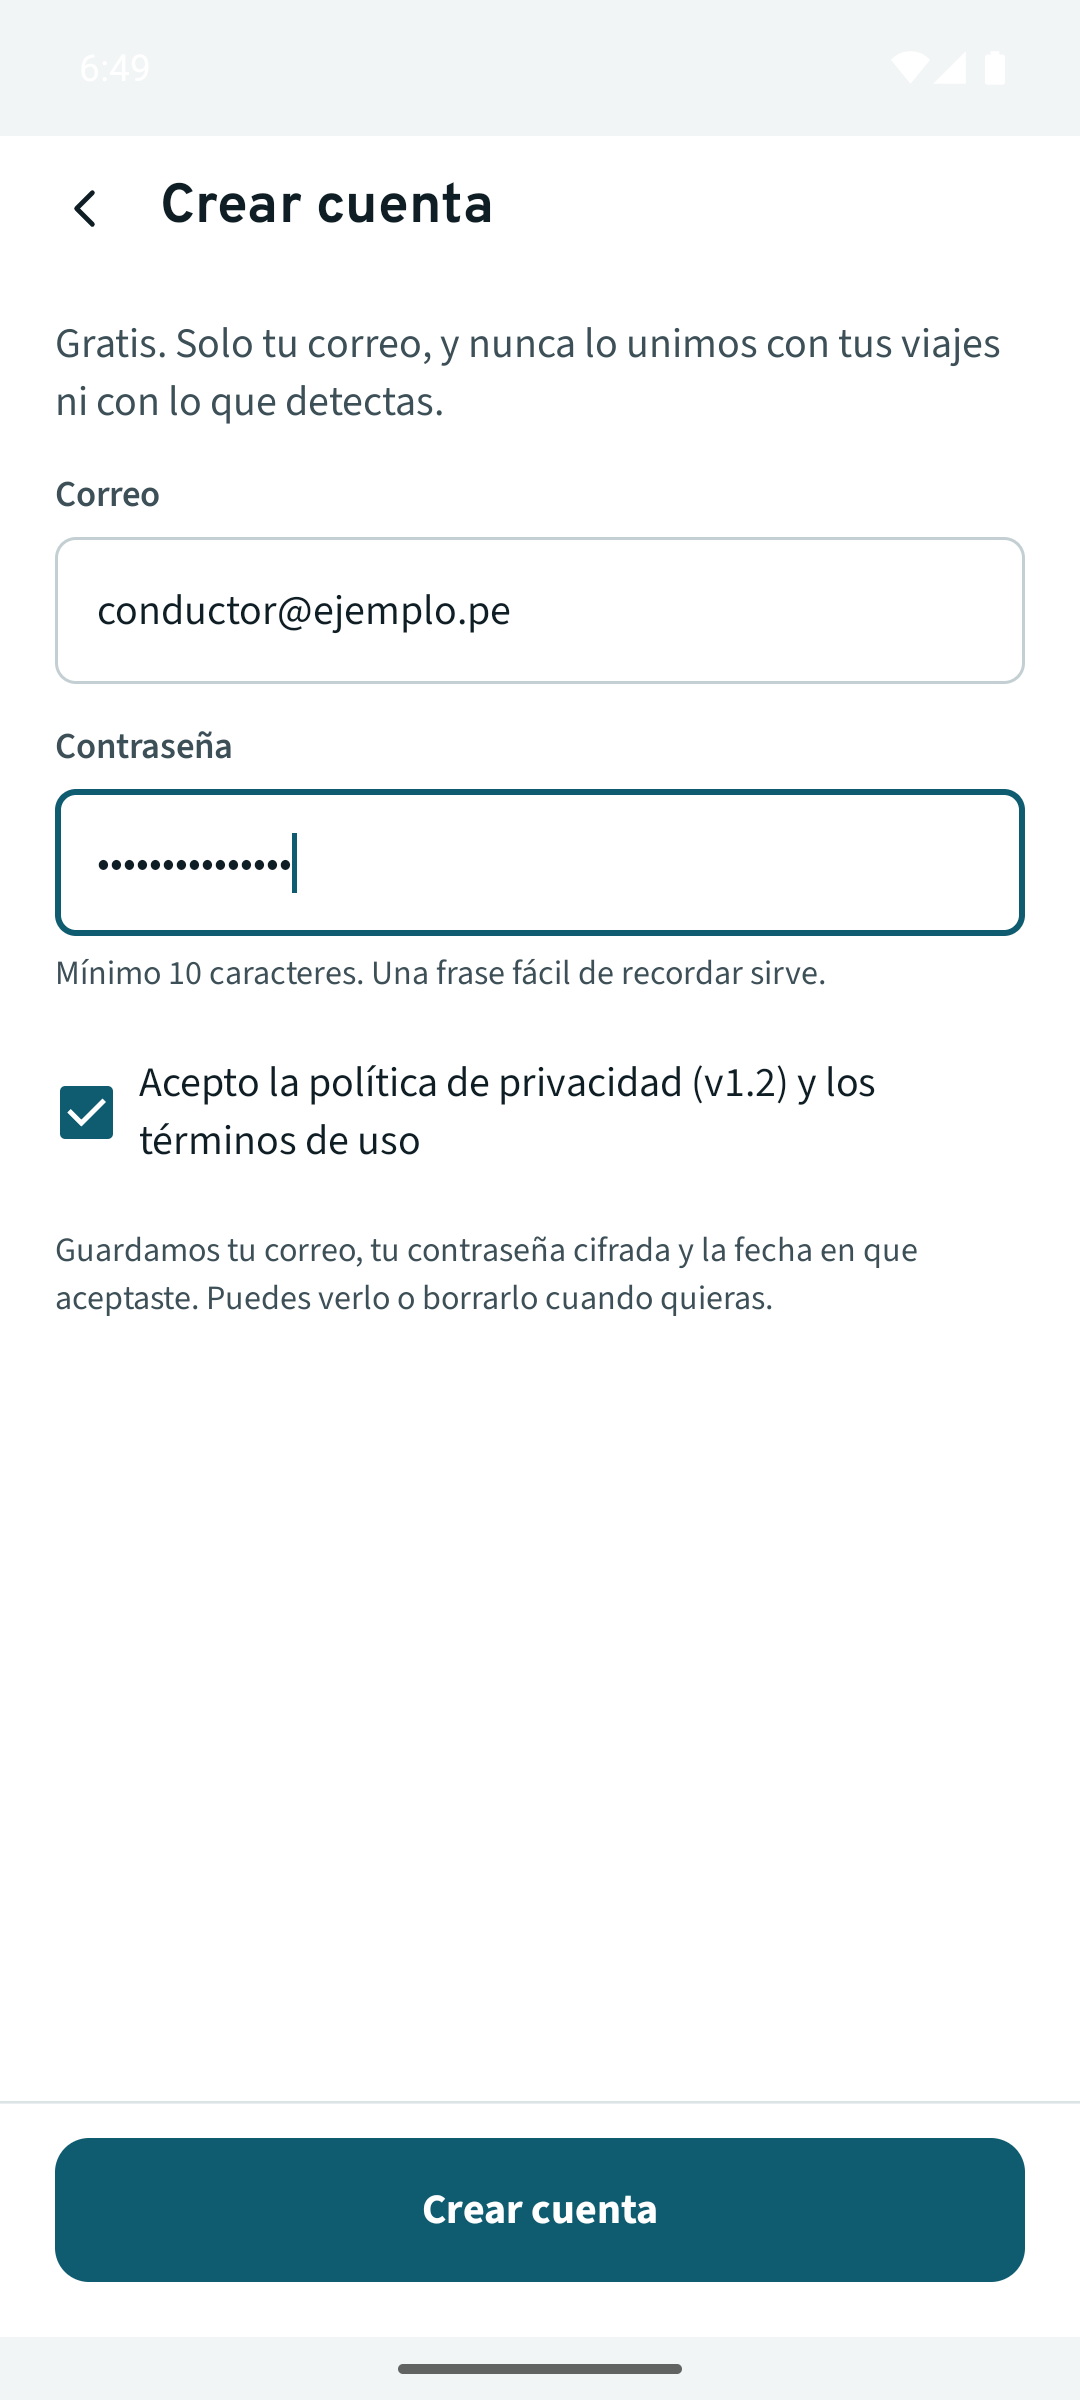 6:49
Crear cuenta
Gratis. Solo tu correo, y nunca lo unimos con tus viajes
ni con lo que detectas.
Correo
conductor@ejemplo.pe
Contraseña
•••••••••••••••
Mínimo 10 caracteres. Una frase fácil de recordar sirve.
Acepto la política de privacidad (v1.2) y los
términos de uso
Guardamos tu correo, tu contraseña cifrada y la fecha en que
aceptaste. Puedes verlo o borrarlo cuando quieras.
Crear cuenta